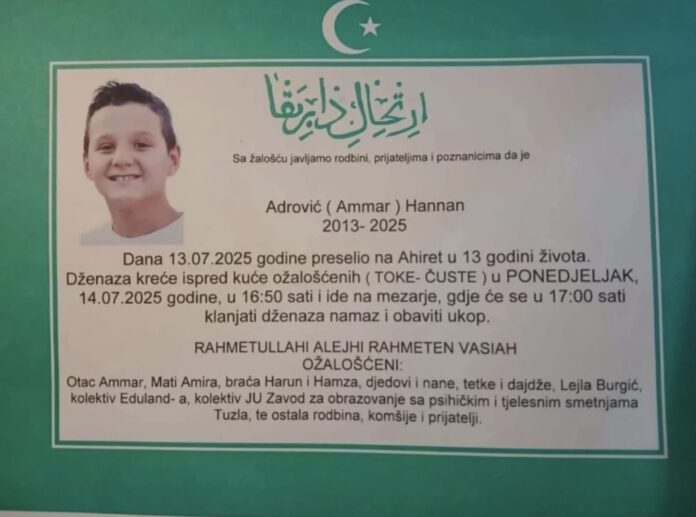 ارتحال دار بقا
Sa žalošću javljamo rodbini, prijateljima i poznanicima da je
Adrović ( Ammar ) Hannan
2013- 2025
Dana 13.07.2025 godine preselio na Ahiret u 13 godini života.
Dženaza kreće ispred kuće ožalošćenih ( TOKE- ČUSTE ) u PONEDJELJAK,
14.07.2025 godine, u 16:50 sati i ide na mezarje, gdje će se u 17:00 sati
klanjati dženaza namaz i obaviti ukop.
RAHMETULLAHI ALEJHI RAHMETEN VASIAH
OŽALOŠĆENI:
Otac Ammar, Mati Amira, braća Harun i Hamza, djedovi i nane, tetke i dajdže, Lejla Burgić,
kolektiv Eduland- a, kolektiv JU Zavod za obrazovanje sa psihičkim i tjelesnim smetnjama
Tuzla, te ostala rodbina, komšije i prijatelji.